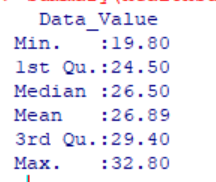 Data_Value
Min.   :19.80
1st Qu.:24.50
Median :26.50
Mean   :26.89
3rd Qu.:29.40
Max.   :32.80